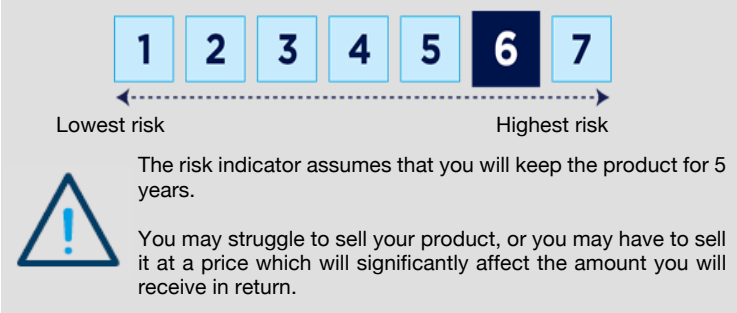 1 2 3 4 5 6 7
Lowest risk Highest risk
The risk indicator assumes that you will keep the product for 5
years.
You may struggle to sell your product, or you may have to sell
it at a price which will significantly affect the amount you will
receive in return.